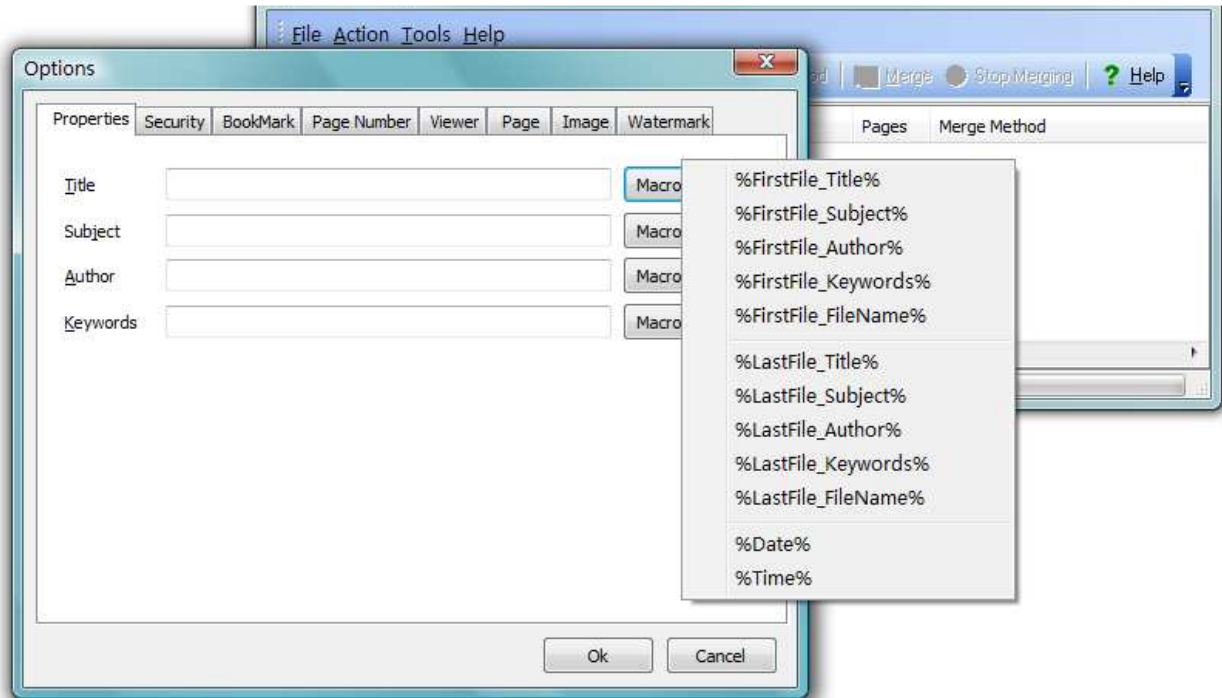 File Action Tools Help
Options
Merge Stop Merging ? Help
Properties Security BookMark Page Number Viewer Page Image Watermark
Pages Merge Method
Title Macro
Subject Macro
Author Macro
Keywords Macro
%FirstFile_Title%
%FirstFile_Subject%
%FirstFile_Author%
%FirstFile_Keywords%
%FirstFile_FileName%
%LastFile_Title%
%LastFile_Subject%
%LastFile_Author%
%LastFile_Keywords%
%LastFile_FileName%
%Date%
%Time%
Ok Cancel